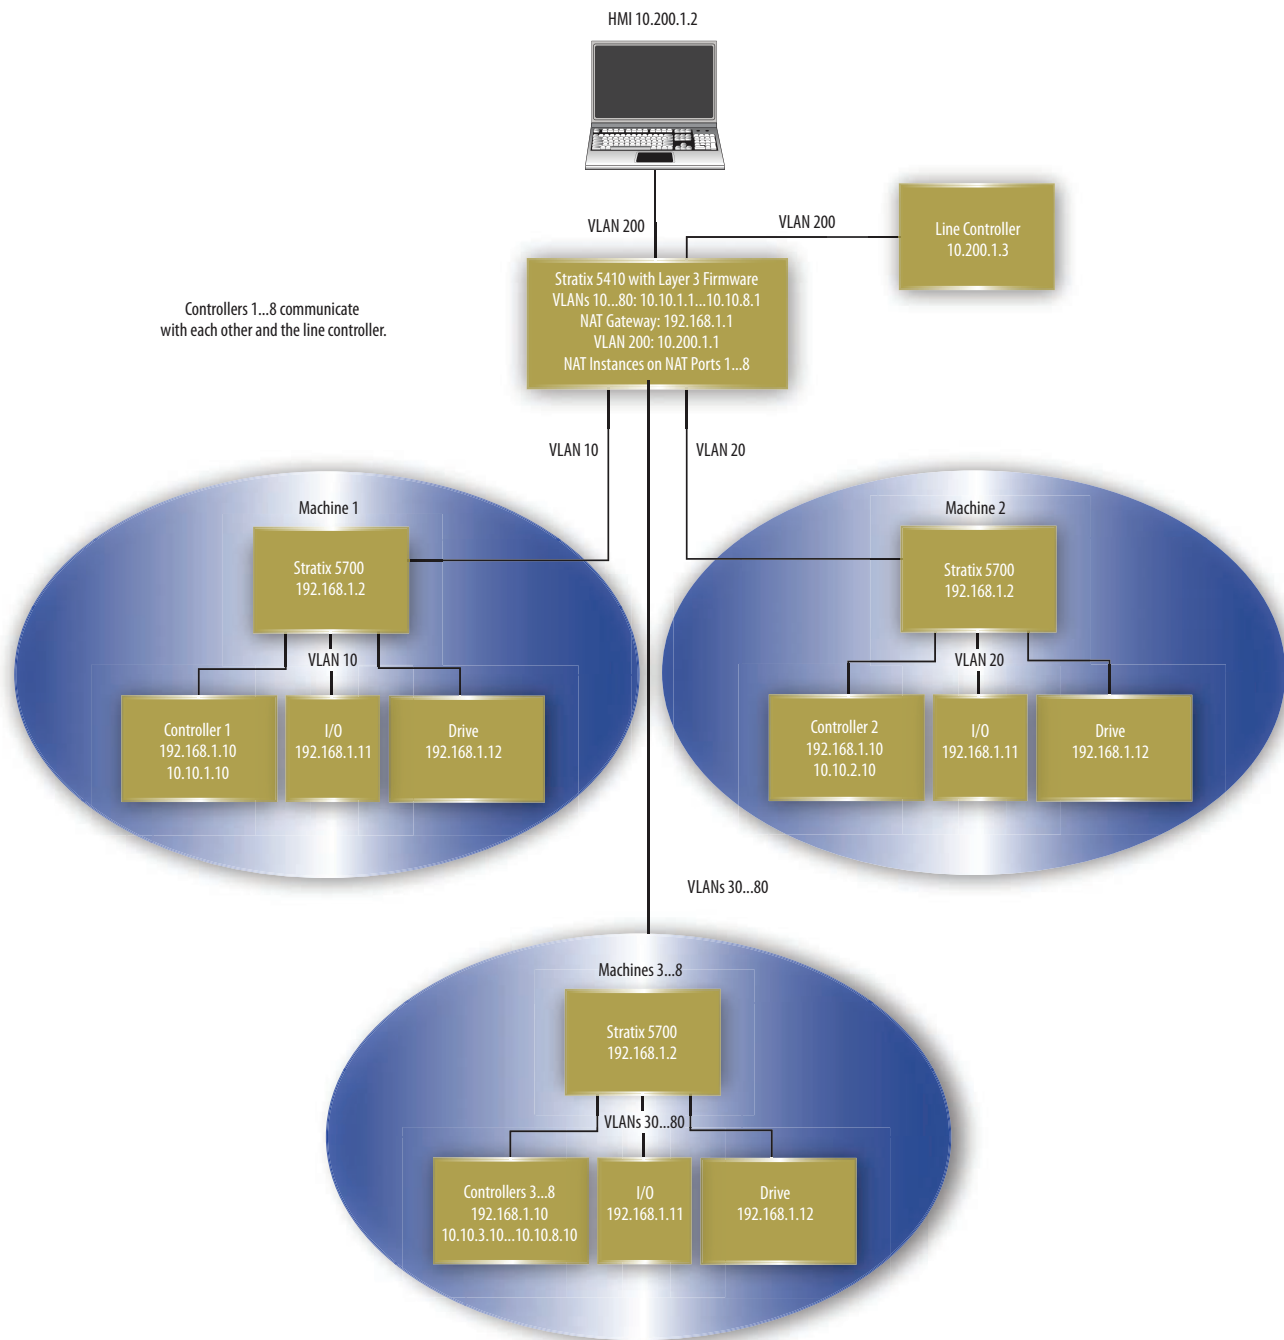 HMI 10.200.1.2
VLAN 200
VLAN 200
Line Controller
10.200.1.3
Stratix 5410 with Layer 3 Firmware
VLANs 10...80: 10.10.1.1...10.10.8.1
NAT Gateway: 192.168.1.1
VLAN 200: 10.200.1.1
NAT Instances on NAT Ports 1...8
Controllers 1...8 communicate
with each other and the line controller.
VLAN 10
VLAN 20
Machine 1
Stratix 5700
192.168.1.2
VLAN 10
Controller 1
192.168.1.10
10.10.1.10
I/O
192.168.1.11
Drive
192.168.1.12
Machine 2
Stratix 5700
192.168.1.2
VLAN 20
Controller 2
192.168.1.10
10.10.2.10
I/O
192.168.1.11
Drive
192.168.1.12
VLANs 30...80
Machines 3...8
Stratix 5700
192.168.1.2
VLANs 30...80
Controllers 3...8
192.168.1.10
10.10.3.10...10.10.8.10
I/O
192.168.1.11
Drive
192.168.1.12